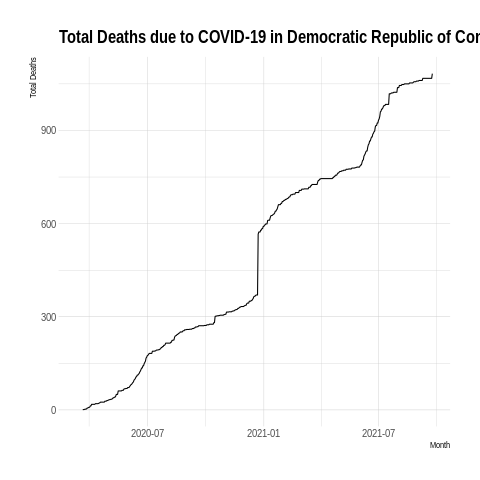 Total Deaths due to COVID-19 in Democratic Republic of Con
Total Deaths
900
600
300
0
2020-07
2021-01
2021-07
Month